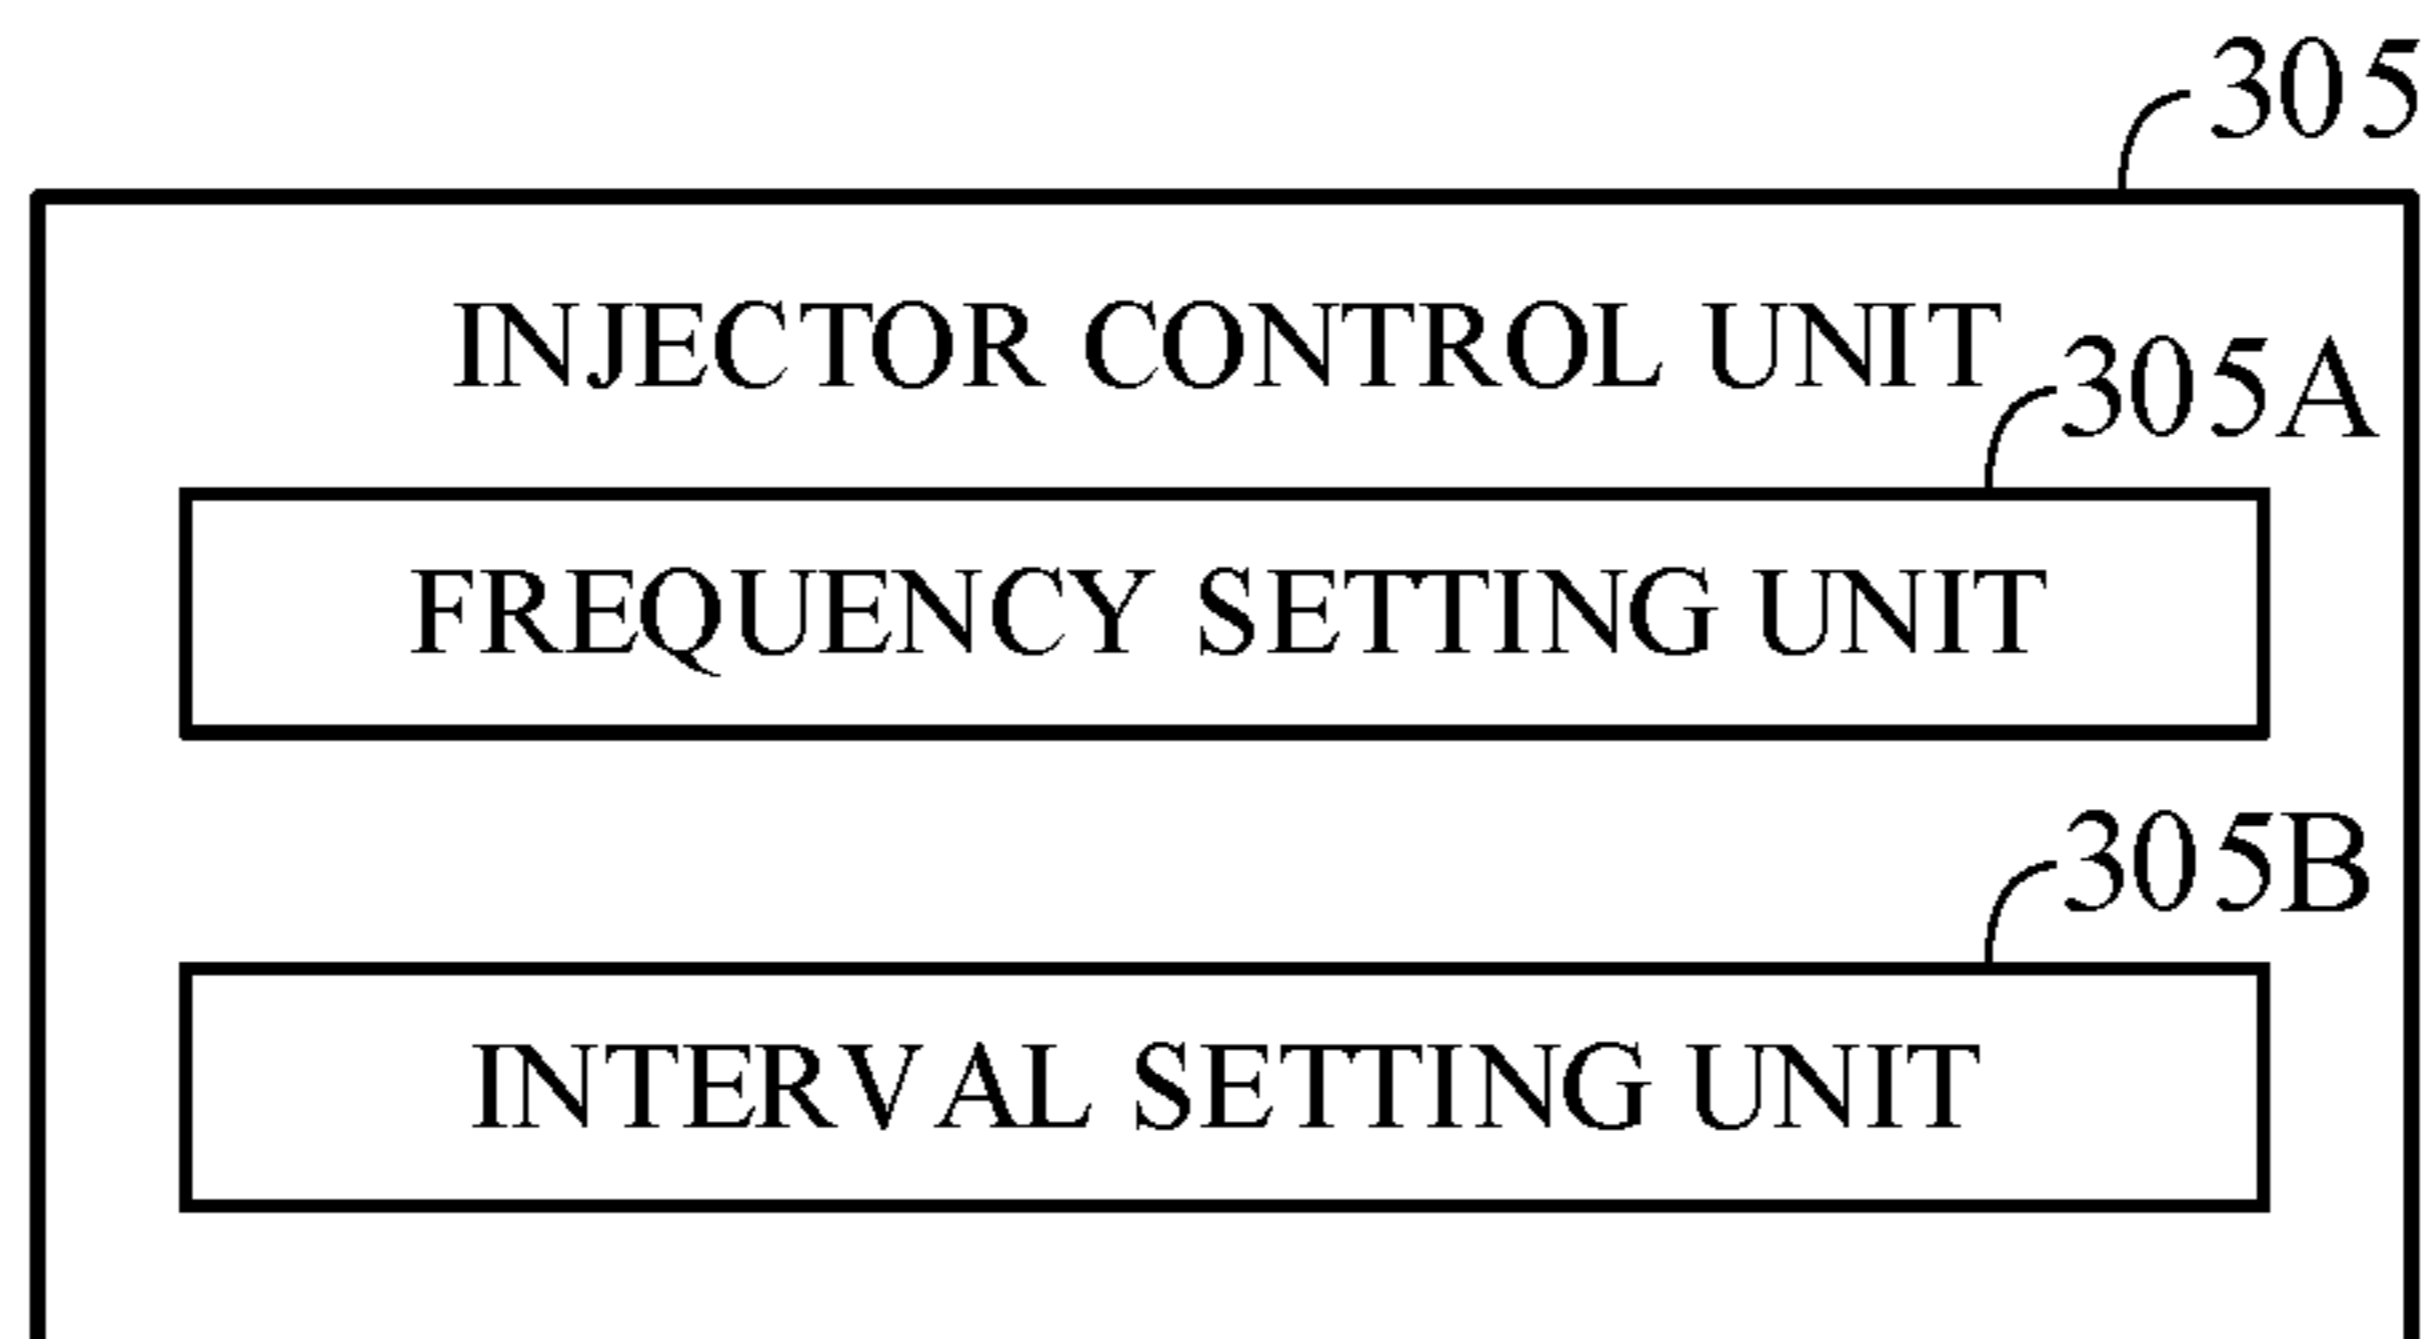 305
INJECTOR CONTROL UNIT
305A
FREQUENCY SETTING UNIT
305B
INTERVAL SETTING UNIT